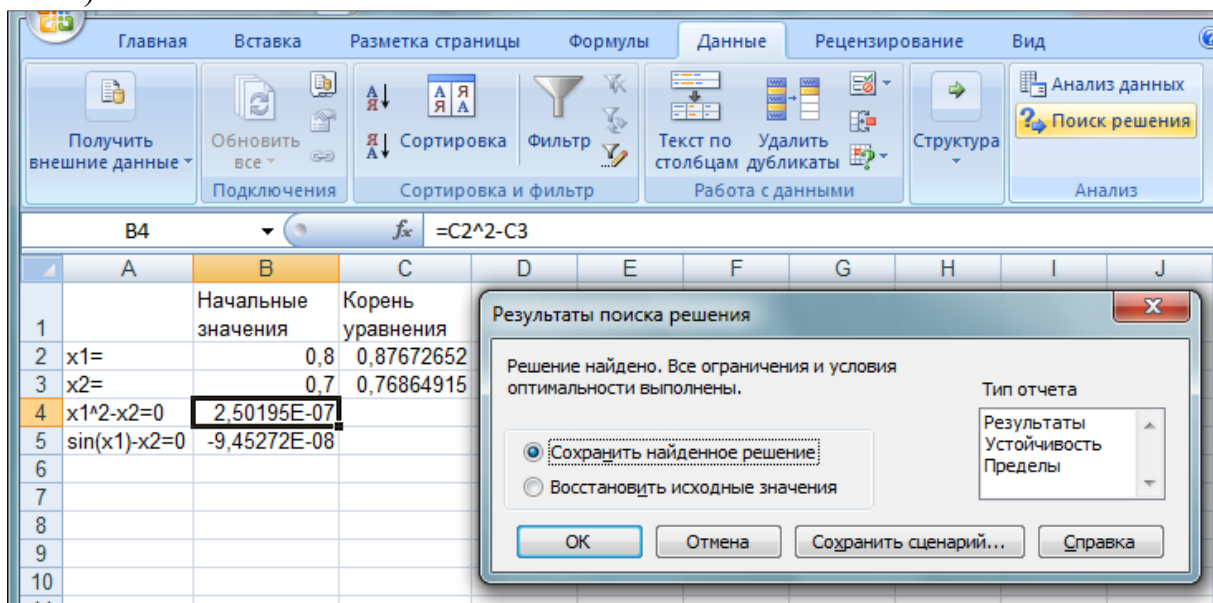 )
Главная Вставка Разметка страницы Формулы Данные Рецензирование Вид
Получить внешние данные
Обновить все
Подключения
Сортировка
Фильтр
Сортировка и фильтр
Текст по столбцам
Удалить дубликаты
Работа с данными
Структура
Анализ данных
Поиск решения
Анализ
B4 fx =C2^2-C3
A B C D E F G H I J
1 Начальные значения Корень уравнения
2 x1= 0,8 0,87672652
3 x2= 0,7 0,76864915
4 x1^2-x2=0 2,50195E-07
5 sin(x1)-x2=0 -9,45272E-08
6
7
8
9
10
Результаты поиска решения
Решение найдено. Все ограничения и условия
оптимальности выполнены.
Тип отчета
Результаты
Устойчивость
Пределы
Сохранить найденное решение
Восстановить исходные значения
ОК Отмена Сохранить сценарий... Справка